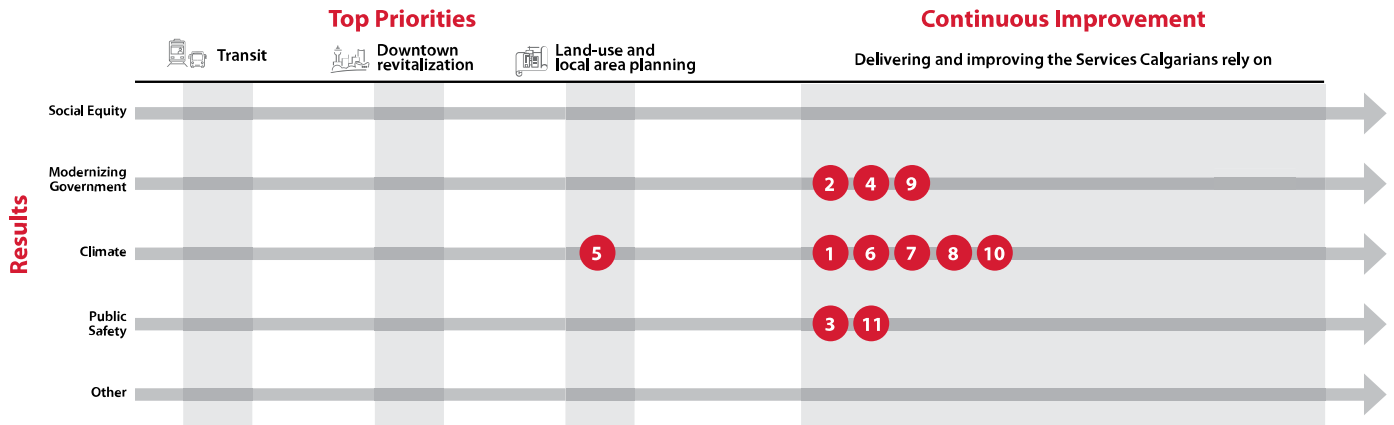 Top Priorities
Continuous Improvement
Transit
Downtown
revitalization
Land-use and
local area planning
Delivering and improving the Services Calgarians rely on
Results
Social Equity
Modernizing
Government
2 4 9
Climate
5 1 6 7 8 10
Public
Safety
3 11
Other